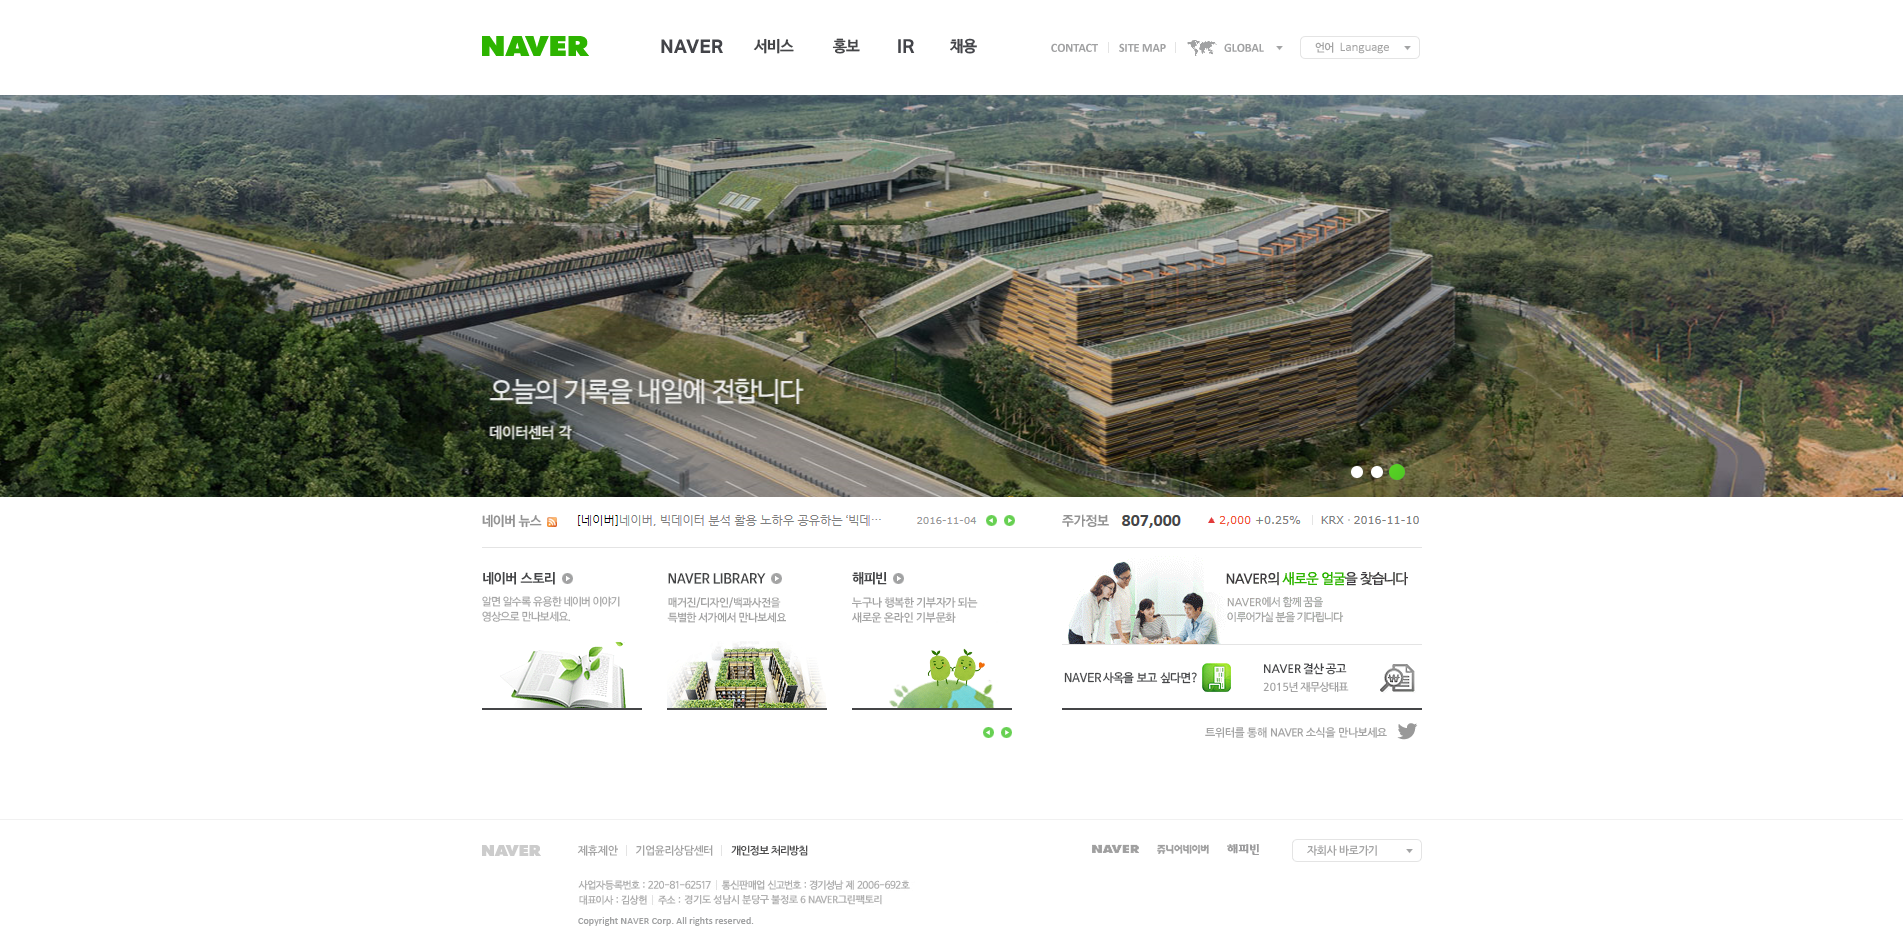 NAVER
NAVER 서비스 홍보 IR 채용
CONTACT SITE MAP GLOBAL 언어 Language
오늘의 기록을 내일에 전합니다
데이터센터 각
네이버 뉴스 [네이버]네이버, 빅데이터 분석 활용 노하우 공유하는 ‘빅데… 2016-11-04
주가정보 807,000 ▲ 2,000 +0.25% KRX · 2016-11-10
네이버 스토리
알면 알수록 유용한 네이버 이야기
영상으로 만나보세요.
NAVER LIBRARY
매거진/디자인/백과사전을
특별한 서가에서 만나보세요
해피빈
누구나 행복한 기부자가 되는
새로운 온라인 기부문화
NAVER의 새로운 얼굴을 찾습니다
NAVER에서 함께 꿈을
이루어가실 분을 기다립니다
NAVER 사옥을 보고 싶다면?
NAVER 결산 공고
2015년 재무상태표
트위터를 통해 NAVER 소식을 만나보세요
NAVER 제휴제안 기업윤리상담센터 개인정보 처리방침
NAVER 쥬니어네이버 해피빈 자회사 바로가기
사업자등록번호 : 220-81-62517 통신판매업 신고번호 : 경기성남 제 2006-692호
대표이사 : 김상헌 주소 : 경기도 성남시 분당구 불정로 6 NAVER그린팩토리
Copyright NAVER Corp. All rights reserved.